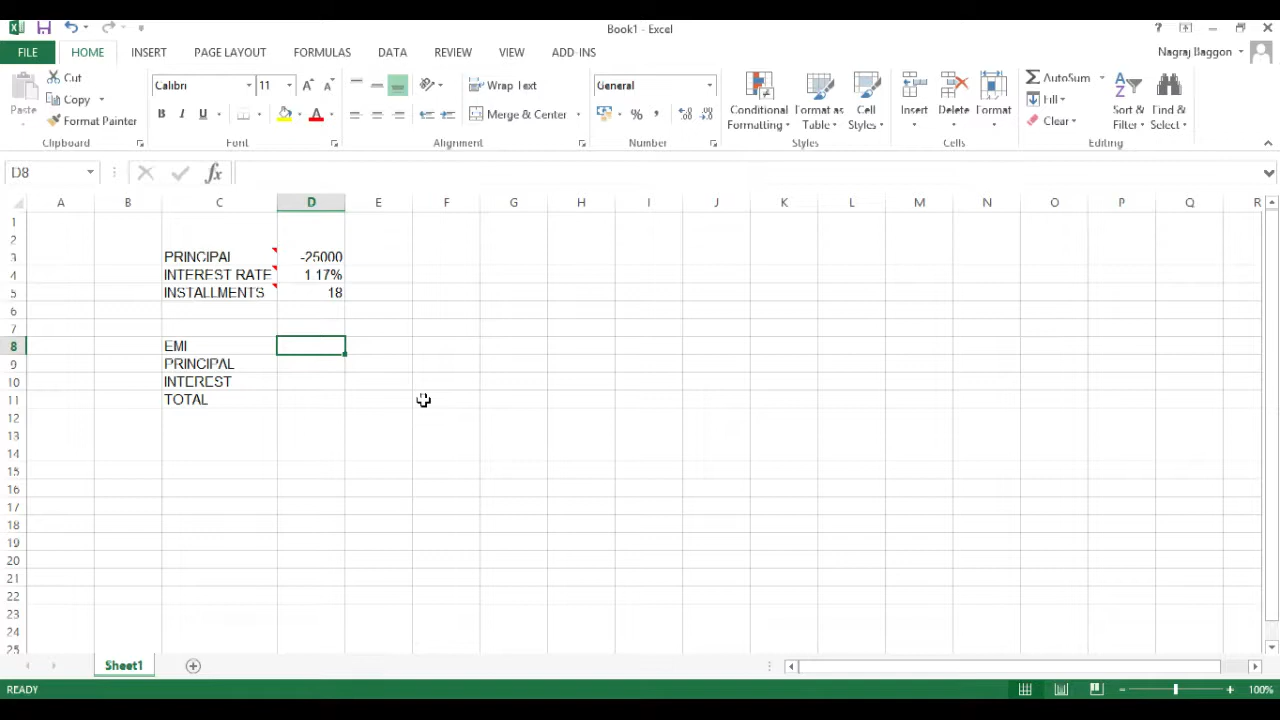 Book1 - Excel
?
FILE HOME INSERT PAGE LAYOUT FORMULAS DATA REVIEW VIEW ADD-INS Nagraj Baggon
Paste
Cut
Copy
Format Painter
Calibri 11
B I U
Wrap Text
Merge & Center
General
%
Conditional Formatting
Format as Table
Cell Styles
Insert
Delete
Format
AutoSum
Fill
Clear
Sort & Filter
Find & Select
Clipboard Font Alignment Number Styles Cells Editing
D8
fx
A B C D E F G H I J K L M N O P Q R
1
2
3 PRINCIPAL -25000
4 INTEREST RATE 1.17%
5 INSTALLMENTS 18
6
7
8 EMI
9 PRINCIPAL
10 INTEREST
11 TOTAL
12
13
14
15
16
17
18
19
20
21
22
23
24
25
Sheet1
READY 100%